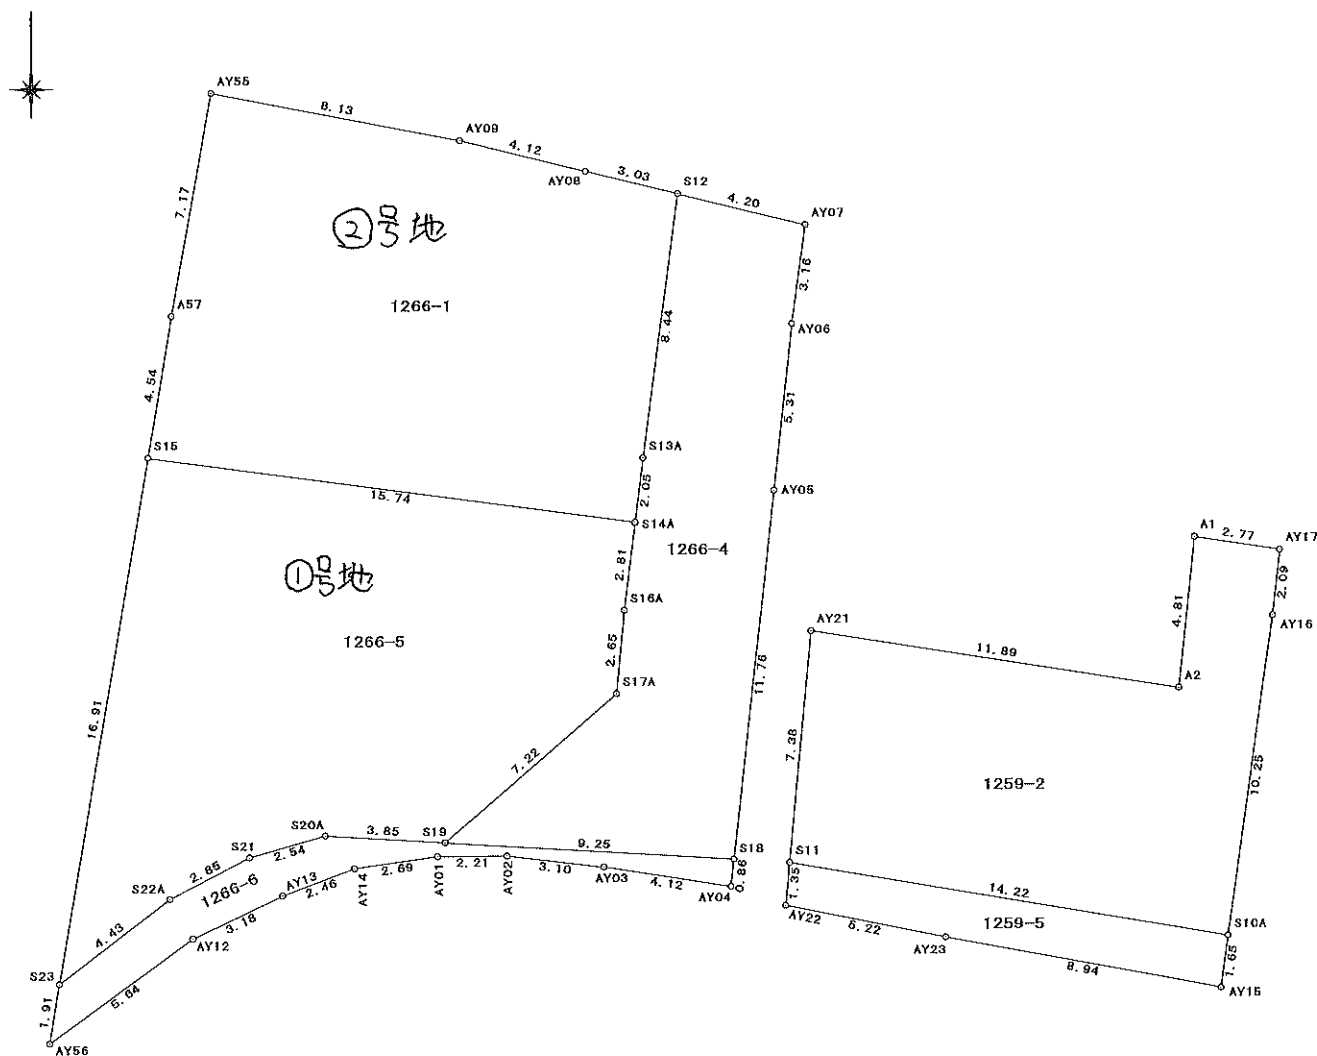 AY55
8.13
AY09
4.12
AY08
3.03
S12
4.20
AY07
7.17
②号地
3.16
A57
1266-1
AY06
8.44
4.54
5.31
S15
S13A
15.74
2.05
AY05
S14A
1266-4
A1
2.77
AY17
①号地
2.81
2.09
S16A
4.81
AY16
1266-5
AY21
11.89
2.65
A2
S17A
11.76
16.91
7.38
7.22
1259-2
10.25
S20A
3.85
S19
9.25
S18
S21
2.54
S11
2.85
AY13
2.46
AY14
2.69
AY01
2.21
AY02
3.10
AY03
4.12
AY04
0.86
1.35
14.22
S22A
1266-6
AY22
1259-5
S10A
3.18
6.22
4.43
AY12
AY23
8.94
1.65
S23
AY15
1.91
5.64
AY56